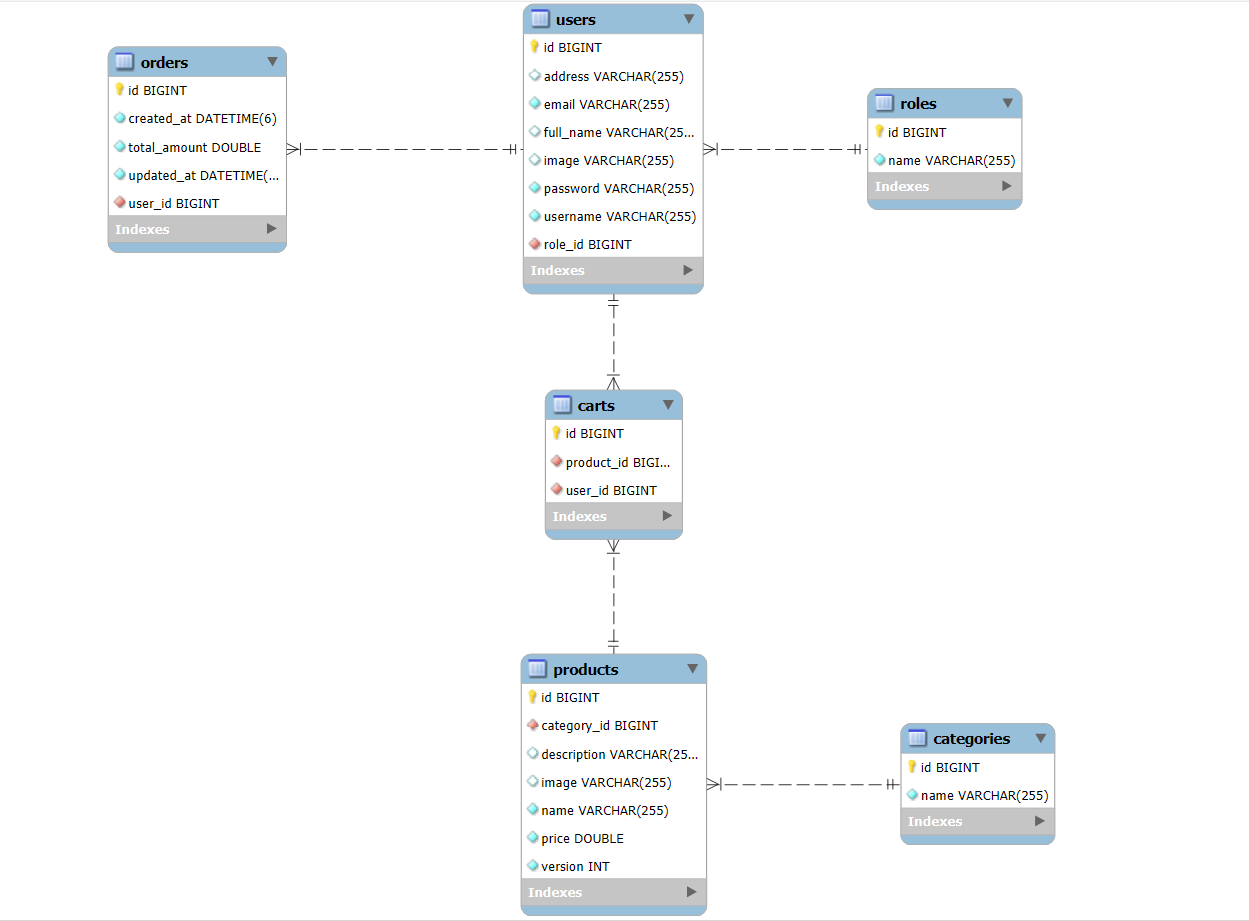 users
id BIGINT
address VARCHAR(255)
email VARCHAR(255)
full_name VARCHAR(25...
image VARCHAR(255)
password VARCHAR(255)
username VARCHAR(255)
role_id BIGINT
Indexes
orders
id BIGINT
created_at DATETIME(6)
total_amount DOUBLE
updated_at DATETIME(...
user_id BIGINT
Indexes
roles
id BIGINT
name VARCHAR(255)
Indexes
carts
id BIGINT
product_id BIGI...
user_id BIGINT
Indexes
products
id BIGINT
category_id BIGINT
description VARCHAR(25...
image VARCHAR(255)
name VARCHAR(255)
price DOUBLE
version INT
Indexes
categories
id BIGINT
name VARCHAR(255)
Indexes